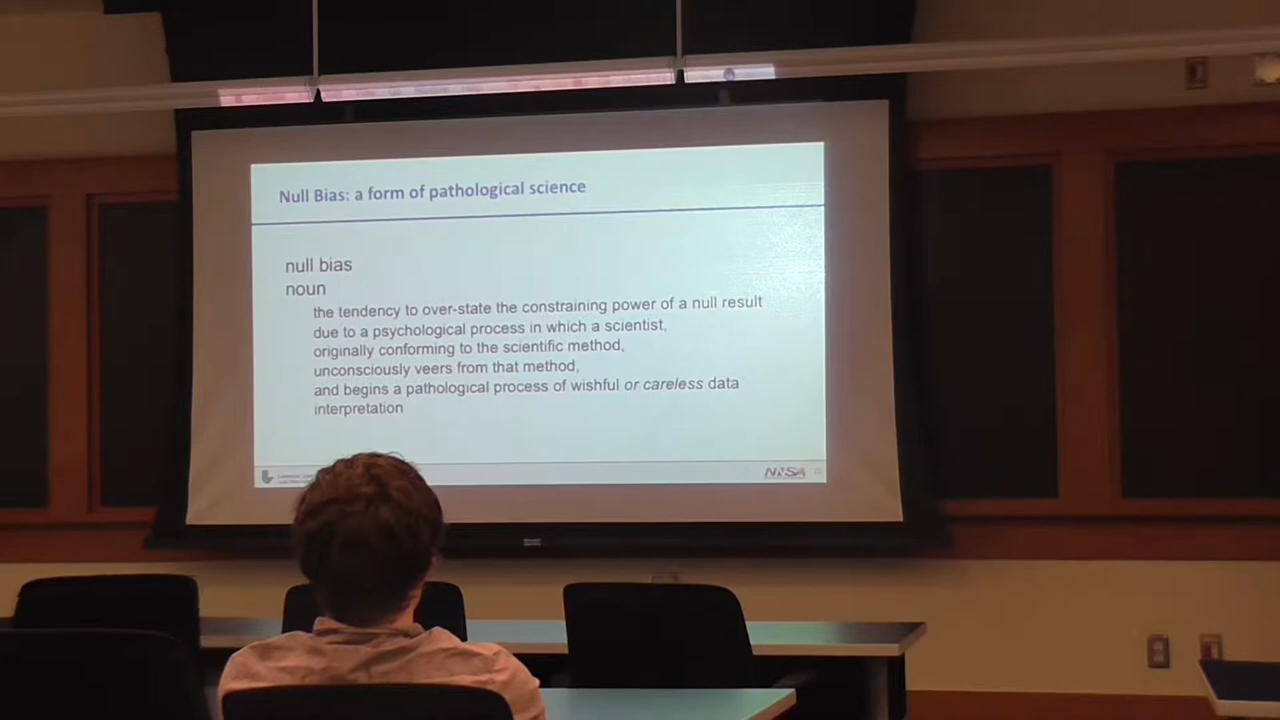 Null Bias: a form of pathological science
null bias
noun
the tendency to over-state the constraining power of a null result
due to a psychological process in which a scientist,
originally conforming to the scientific method,
unconsciously veers from that method,
and begins a pathological process of wishful or careless data
interpretation
NNSA